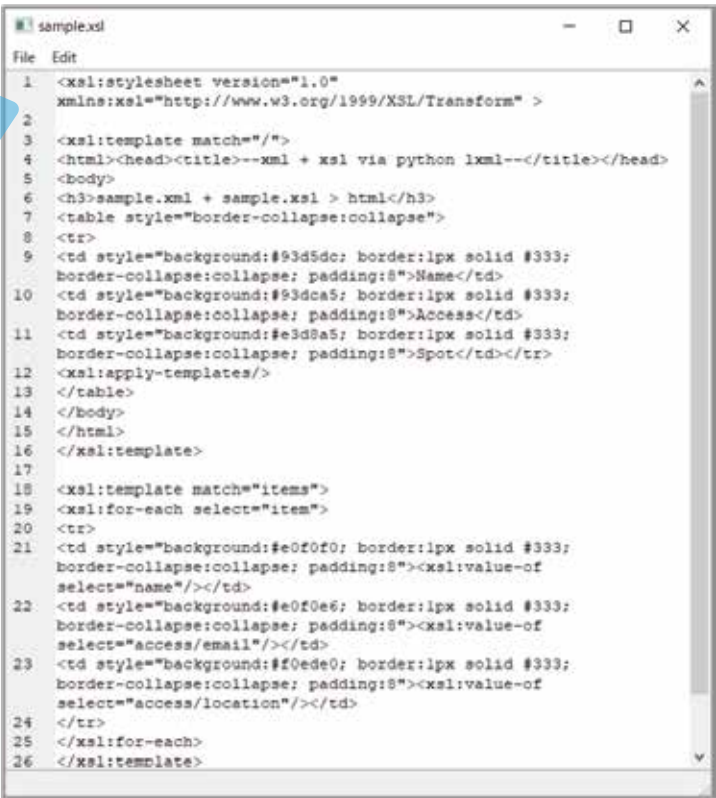 sample.xsl
File Edit
1 <xsl:stylesheet version="1.0"
xmlns:xsl="http://www.w3.org/1999/XSL/Transform" >
2
3 <xsl:template match="/">
4 <html><head><title>--xml + xsl via python lxml--</title></head>
5 <body>
6 <h3>sample.xml + sample.xsl > html</h3>
7 <table style="border-collapse:collapse">
8 <tr>
9 <td style="background:#93d5dc; border:1px solid #333;
border-collapse:collapse; padding:8">Name</td>
10 <td style="background:#93dca5; border:1px solid #333;
border-collapse:collapse; padding:8">Access</td>
11 <td style="background:#e3d8a5; border:1px solid #333;
border-collapse:collapse; padding:8">Spot</td></tr>
12 <xsl:apply-templates/>
13 </table>
14 </body>
15 </html>
16 </xsl:template>
17
18 <xsl:template match="items">
19 <xsl:for-each select="item">
20 <tr>
21 <td style="background:#e0f0f0; border:1px solid #333;
border-collapse:collapse; padding:8"><xsl:value-of
select="name"/></td>
22 <td style="background:#e0f0e6; border:1px solid #333;
border-collapse:collapse; padding:8"><xsl:value-of
select="access/email"/></td>
23 <td style="background:#f0ede0; border:1px solid #333;
border-collapse:collapse; padding:8"><xsl:value-of
select="access/location"/></td>
24 </tr>
25 </xsl:for-each>
26 </xsl:template>